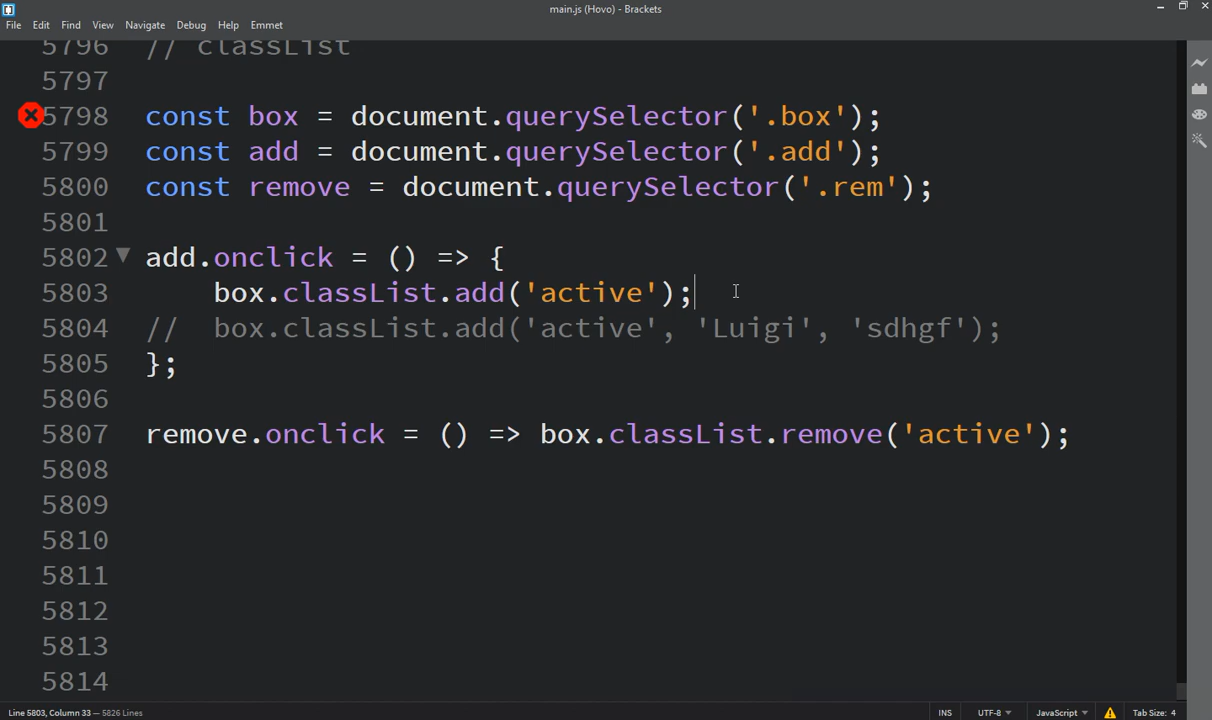 main.js (Hovo) - Brackets
File Edit Find View Navigate Debug Help Emmet
5796 // classList
5797
5798 const box = document.querySelector('.box');
5799 const add = document.querySelector('.add');
5800 const remove = document.querySelector('.rem');
5801
5802 add.onclick = () => {
5803 box.classList.add('active');
5804 // box.classList.add('active', 'Luigi', 'sdhgf');
5805 };
5806
5807 remove.onclick = () => box.classList.remove('active');
5808
5809
5810
5811
5812
5813
5814
Line 5803, Column 33 — 5826 Lines INS UTF-8 JavaScript Tab Size: 4